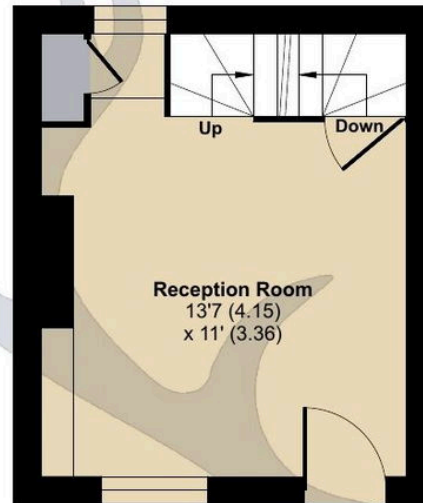 Up
Down
Reception Room
13'7 (4.15)
x 11' (3.36)